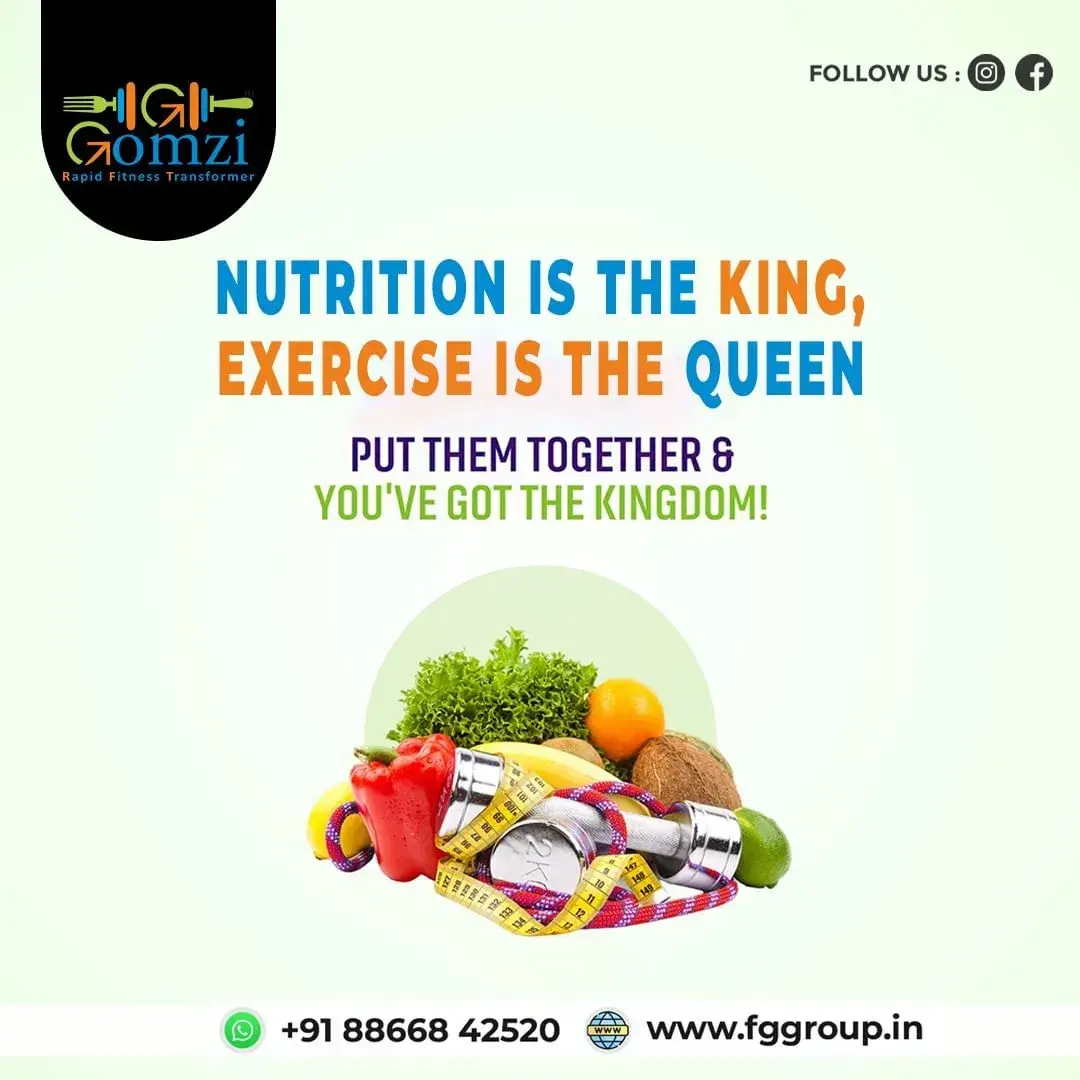 FOLLOW US :
Gomzi
Rapid Fitness Transformer
NUTRITION IS THE KING,
EXERCISE IS THE QUEEN
PUT THEM TOGETHER &
YOU'VE GOT THE KINGDOM!
2KG
+91 88668 42520
www.fggroup.in